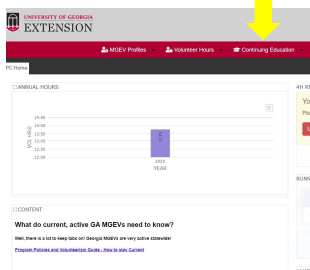 UNIVERSITY OF GEORGIA
EXTENSION
MGEV Profiles
Volunteer Hours
Continuing Education
PC Home
ANNUAL HOURS
4H R
Yo
Ple
U
14.50
14.00
13.50
13.00
12.50
12.00
VOL HRS
2020
YEAR
RUNN
CONTENT
What do current, active GA MGEVs need to know?
Well, there is a lot to keep tabs on! Georgia MGEVs are very active statewide!
Program Policies and Volunteerism Guide - How to stay Current